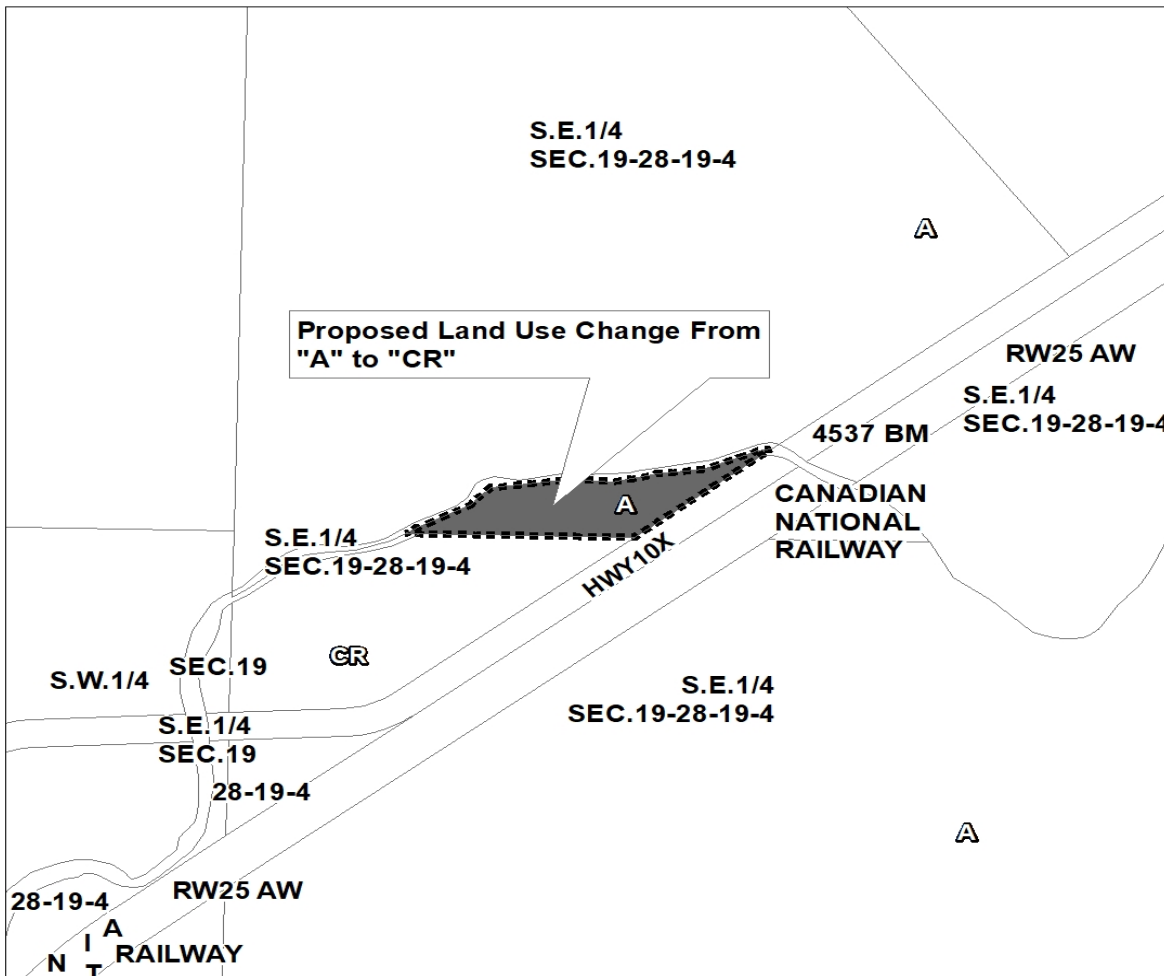 S.E.1/4
SEC.19-28-19-4
A
Proposed Land Use Change From
"A" to "CR"
RW25 AW
S.E.1/4
SEC.19-28-19-4
4537 BM
A
CANADIAN
NATIONAL
RAILWAY
S.E.1/4
SEC.19-28-19-4
HWY10X
CR
SEC.19
S.W.1/4
S.E.1/4
SEC.19-28-19-4
S.E.1/4
SEC.19
28-19-4
A
RW25 AW
28-19-4
A
I
RAILWAY
N
T